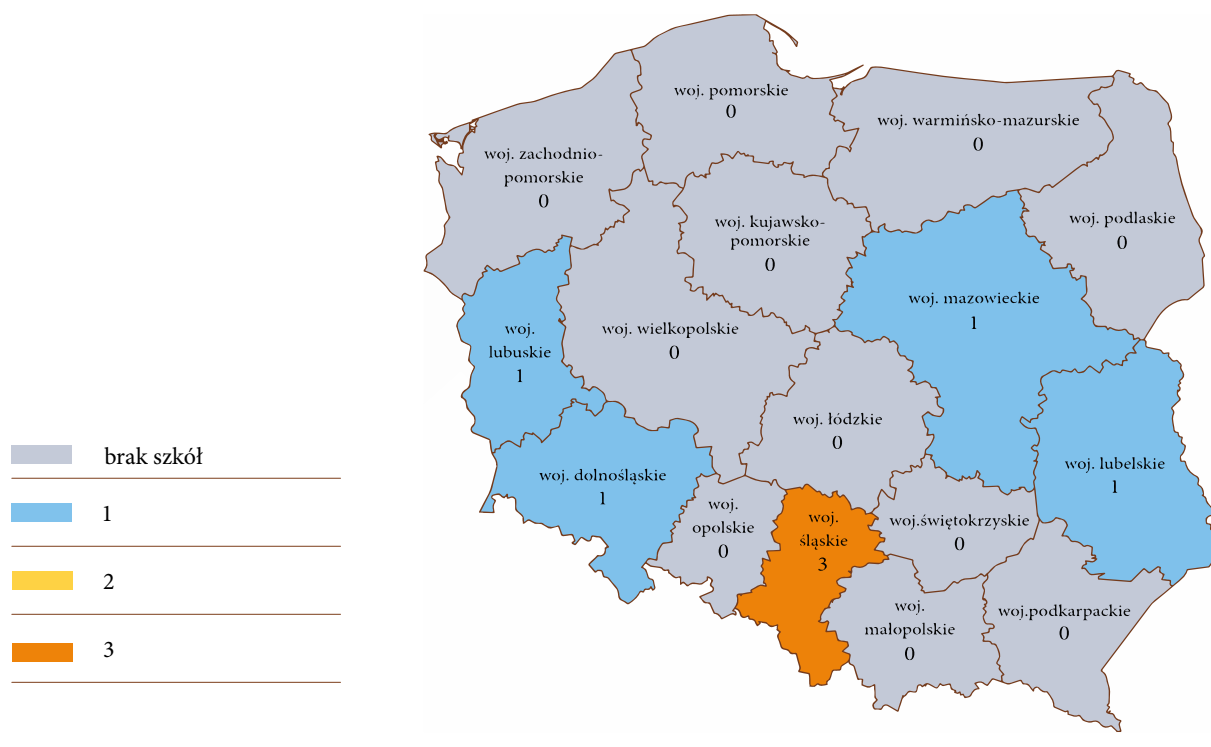 woj. pomorskie
0
woj. warmińsko-mazurskie
0
woj. zachodnio-
pomorskie
0
woj. podlaskie
0
woj. kujawsko-
pomorskie
0
woj. mazowieckie
1
woj.
lubuskie
1
woj. wielkopolskie
0
woj. łódzkie
0
woj. dolnośląskie
1
woj. lubelskie
1
woj.
opolskie
0
woj.
śląskie
3
woj.świętokrzyskie
0
woj.
małopolskie
0
woj.podkarpackie
0
brak szkół
1
2
3